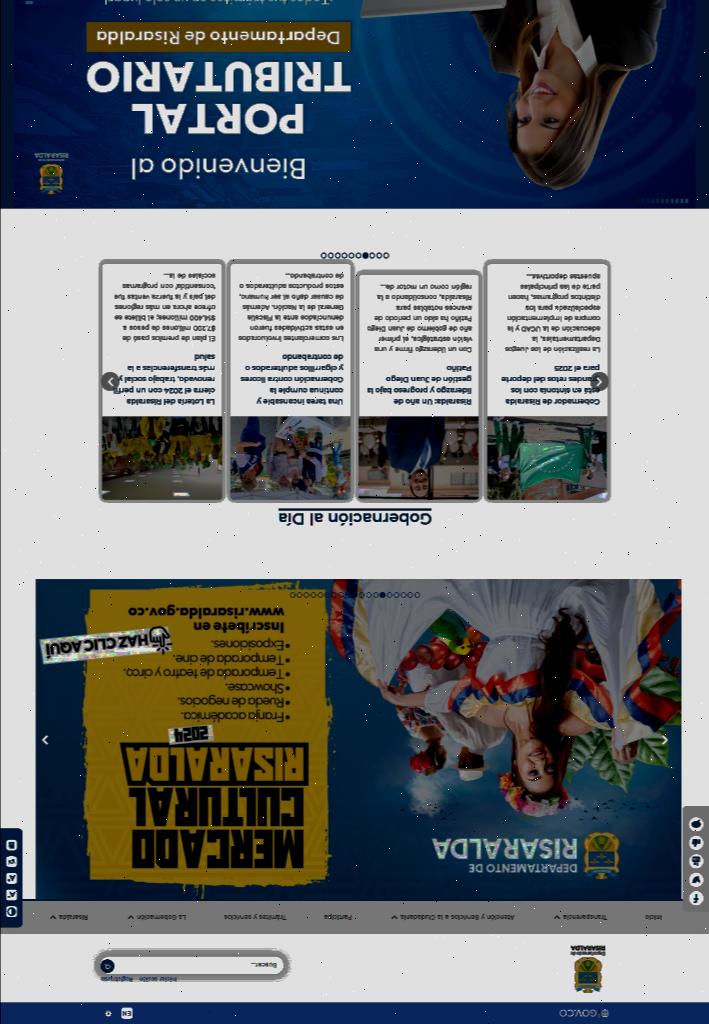 GOV.CO
EN
Departamento de
RISARALDA
Iniciar sesión
Registrarse
Buscar...
Inicio
Transparencia
Atención y Servicios a la Ciudadanía
Participa
Trámites y servicios
La Gobernación
Risaralda
DEPARTAMENTO DE
RISARALDA
MERCADO
CULTURAL
RISARALDA
2024
•Franja académica.
•Rueda de negocios.
•Showcase.
•Temporada de teatro y circo.
•Temporada de cine.
•Exposiciones.
Inscríbete en
www.risaralda.gov.co
HAZ CLIC AQUÍ
Gobernación al Día
Gobernador de Risaralda
está en sintonía con los
grandes retos del deporte
para el 2025
La realización de los Juegos
Departamentales, la
adecuación de la UCAD y la
compra de implementación
especializada para los
distintos programas, hacen
parte de las principales
apuestas deportivas...
Risaralda: Un año de
liderazgo y progreso bajo la
gestión de Juan Diego
Patiño
Con un liderazgo firme y una
visión estratégica, el primer
año de gobierno de Juan Diego
Patiño ha sido un período de
avances notables para
Risaralda, consolidando a la
región como un motor de...
Una tarea incansable y
continua cumple la
Gobernación contra licores
y cigarrillos adulterados o
de contrabando
Los comerciantes involucrados
en estas actividades fueron
denunciados ante la Fiscalía
General de la Nación. Además
de causar daño al ser humano,
estos productos adulterados o
de contrabando...
La Lotería del Risaralda
cierra el 2024 con un perfil
renovado, trabajo social y
más transferencias a la
salud
El plan de premios pasó de
$7.200 millones de pesos a
$14.400 millones; el billete se
ofrece ahora en más regiones
del país y la fuerza ventas fue
'consentida' con programas
sociales de la...
RISARALDA
Bienvenido al
PORTAL
TRIBUTARIO
Departamento de Risaralda